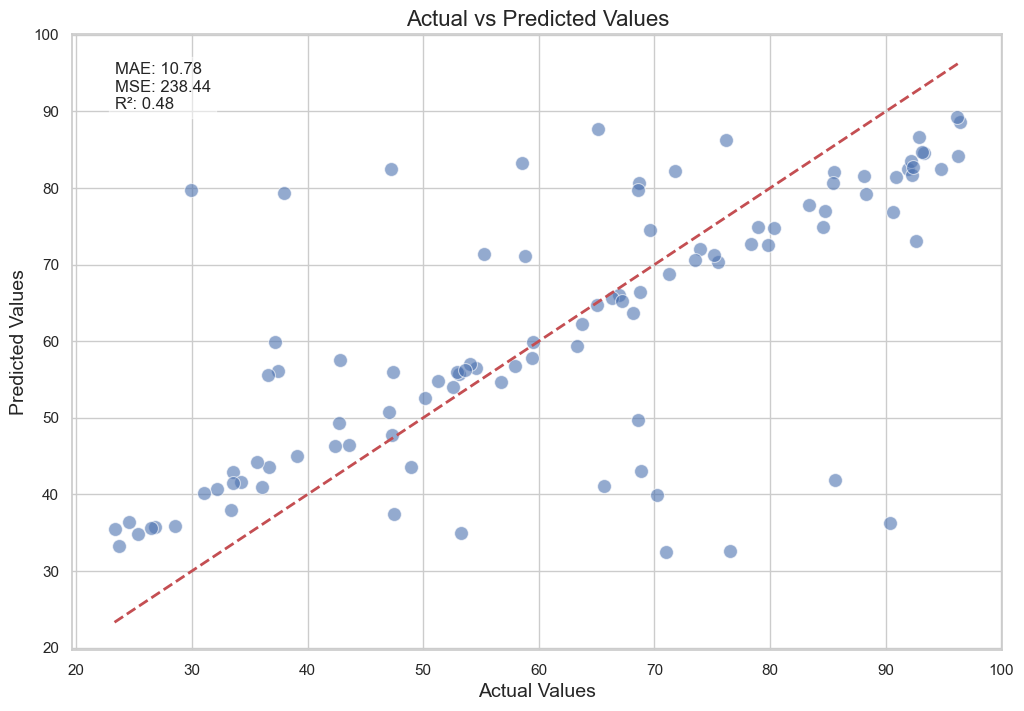 Actual vs Predicted Values
MAE: 10.78
MSE: 238.44
R²: 0.48
Predicted Values
100
90
80
70
60
50
40
30
20
20 30 40 50 60 70 80 90 100
Actual Values